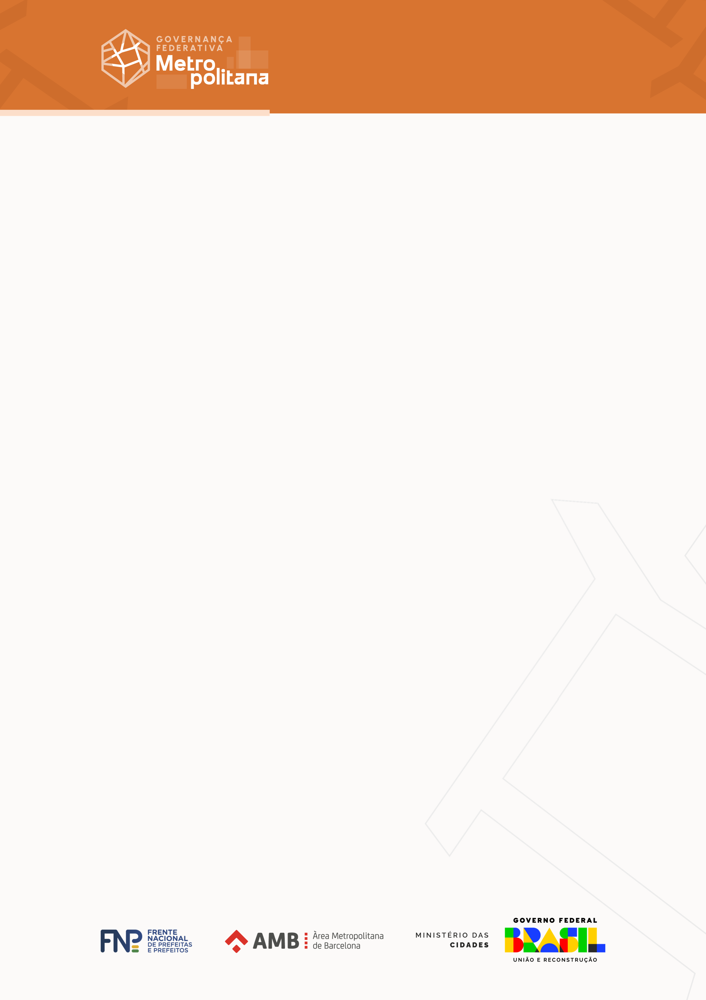 GOVERNANÇA
FEDERATIVA
Metro
politana
FNP
FRENTE
NACIONAL
DE PREFEITAS
E PREFEITOS
AMB
Àrea Metropolitana
de Barcelona
MINISTÉRIO DAS
CIDADES
GOVERNO FEDERAL
BRASIL
UNIÃO E RECONSTRUÇÃO